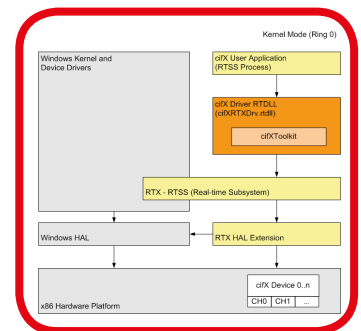 Kernel Mode (Ring 0)
Windows Kernel and
Device Drivers
cifX User Application
(RTSS Process)
cifX Driver RTDLL
(cifXRTXDrv.rtdll)
cifXToolkit
RTX - RTSS (Real-time Subsystem)
Windows HAL
RTX HAL Extension
cifX Device 0..n
CH0 CH1 ...
x86 Hardware Platform